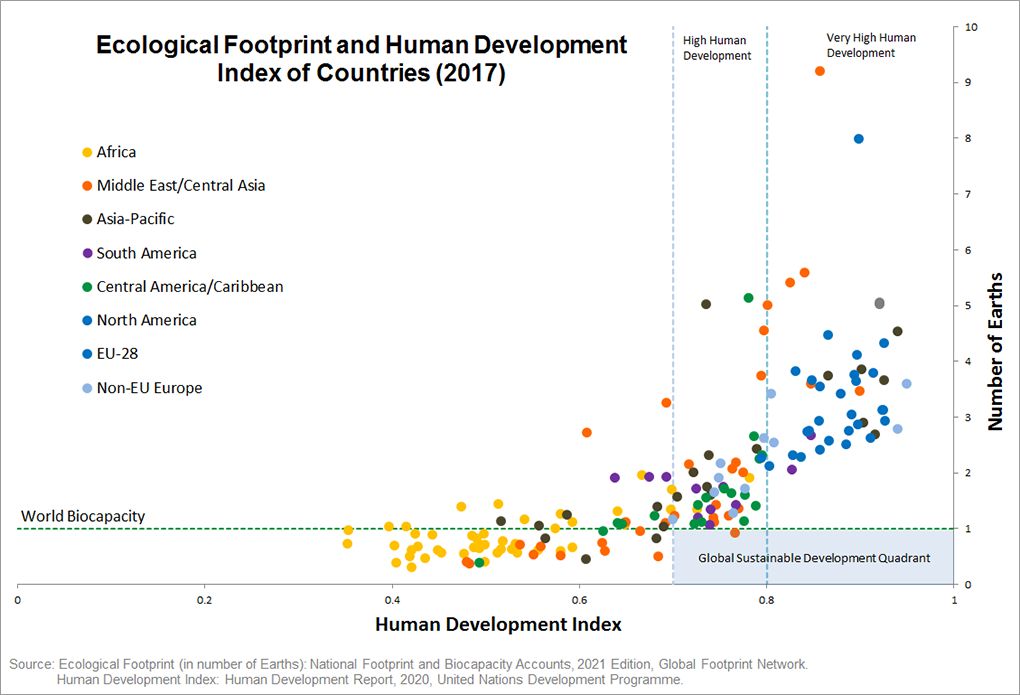 Ecological Footprint and Human Development
Index of Countries (2017)
High Human
Development
Very High Human
Development
Africa
Middle East/Central Asia
Asia-Pacific
South America
Central America/Caribbean
North America
EU-28
Non-EU Europe
10
9
8
7
6
5
4
3
2
1
0
Number of Earths
World Biocapacity
Global Sustainable Development Quadrant
0
0.2
0.4
0.6
0.8
1
Human Development Index
Source: Ecological Footprint (in number of Earths): National Footprint and Biocapacity Accounts, 2021 Edition, Global Footprint Network.
Human Development Index: Human Development Report, 2020, United Nations Development Programme.